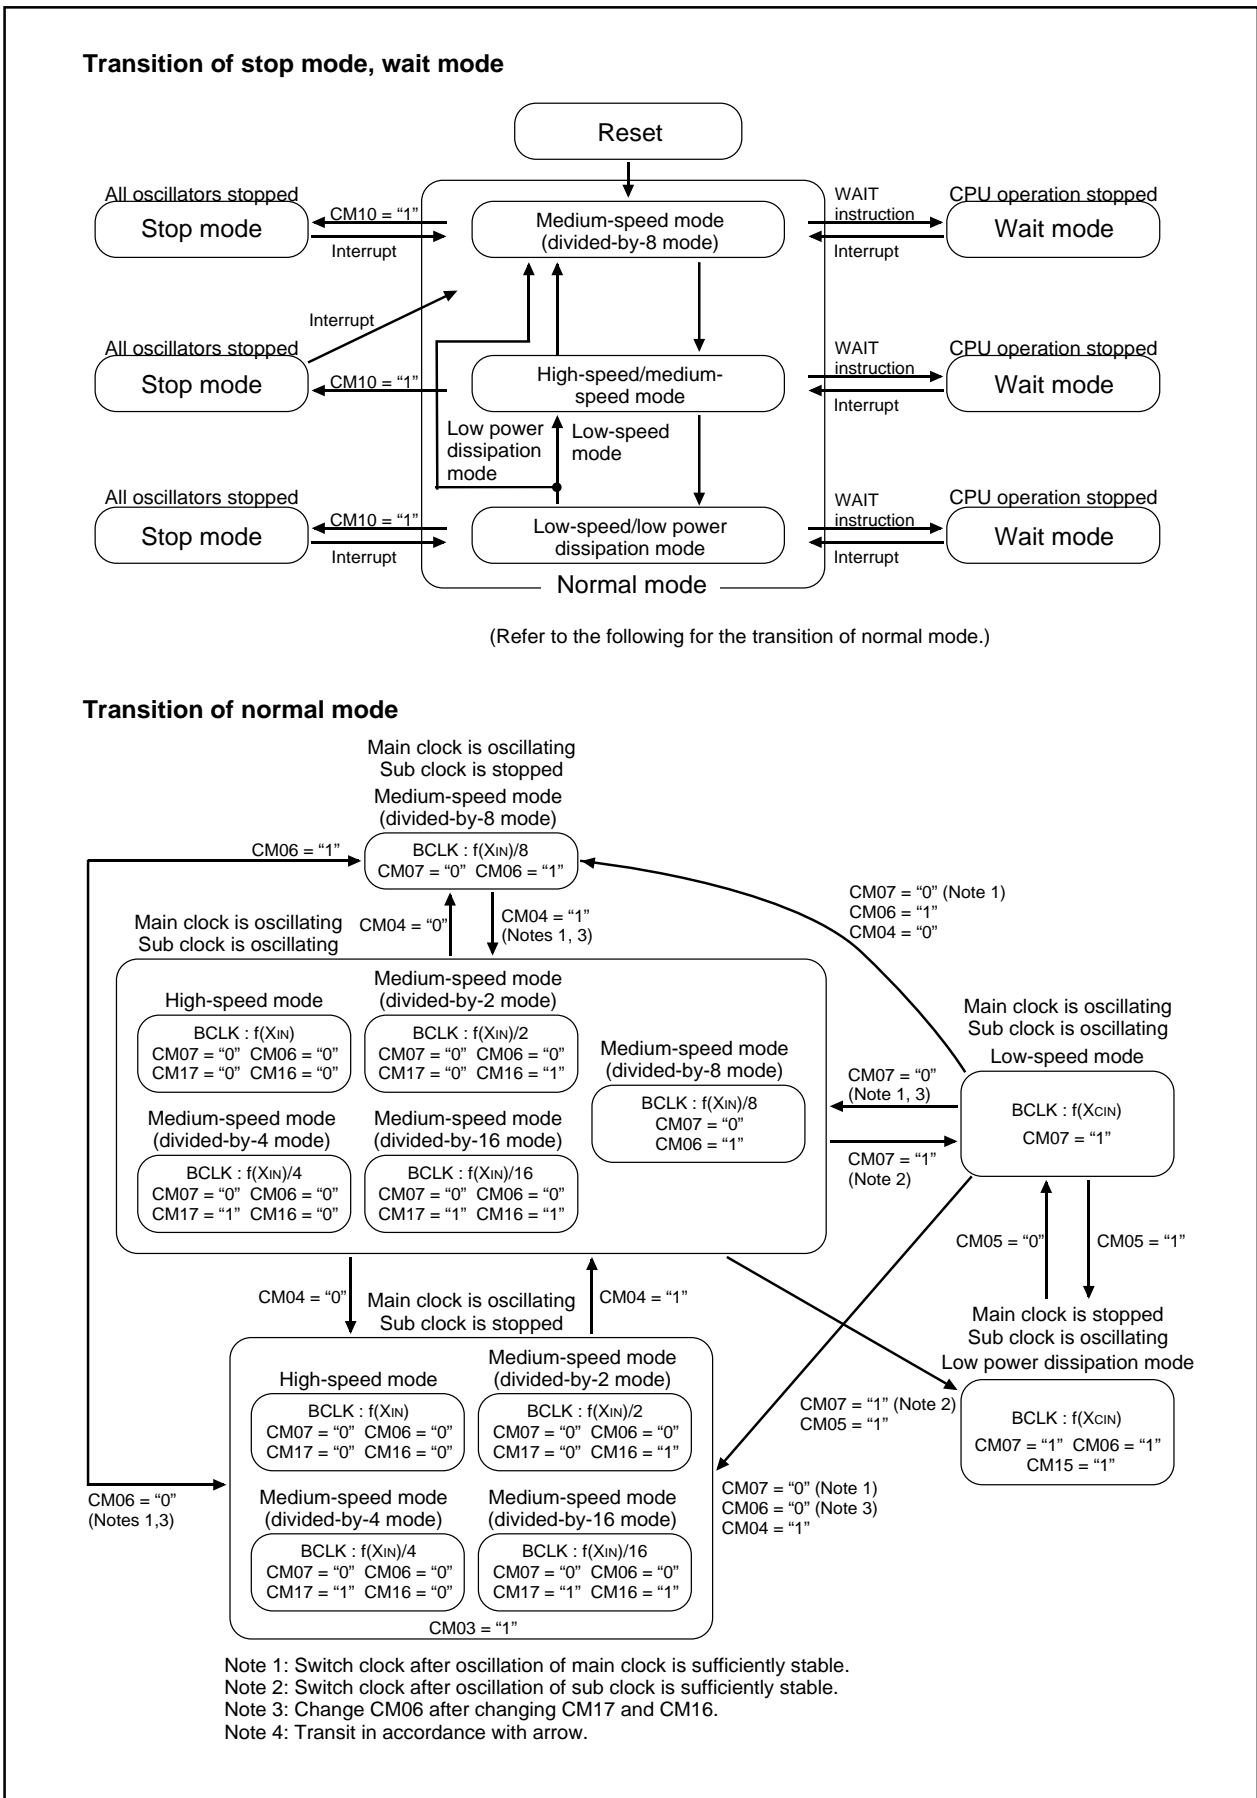 Transition of stop mode, wait mode
Reset
All oscillators stopped
Stop mode
CM10 = “1”
Interrupt
Medium-speed mode
(divided-by-8 mode)
WAIT
instruction
Interrupt
CPU operation stopped
Wait mode
Interrupt
All oscillators stopped
Stop mode
CM10 = “1”
High-speed/medium-
speed mode
WAIT
instruction
Interrupt
CPU operation stopped
Wait mode
Low power
dissipation
mode
Low-speed
mode
All oscillators stopped
Stop mode
CM10 = “1”
Interrupt
Low-speed/low power
dissipation mode
WAIT
instruction
Interrupt
CPU operation stopped
Wait mode
Normal mode
(Refer to the following for the transition of normal mode.)
Transition of normal mode
Main clock is oscillating
Sub clock is stopped
Medium-speed mode
(divided-by-8 mode)
BCLK : f(XIN)/8
CM07 = “0” CM06 = “1”
CM06 = “1”
CM04 = “0”
CM04 = “1”
(Notes 1, 3)
CM07 = “0” (Note 1)
CM06 = “1”
CM04 = “0”
Main clock is oscillating
Sub clock is oscillating
High-speed mode
BCLK : f(XIN)
CM07 = “0” CM06 = “0”
CM17 = “0” CM16 = “0”
Medium-speed mode
(divided-by-2 mode)
BCLK : f(XIN)/2
CM07 = “0” CM06 = “0”
CM17 = “0” CM16 = “1”
Medium-speed mode
(divided-by-8 mode)
BCLK : f(XIN)/8
CM07 = “0”
CM06 = “1”
Medium-speed mode
(divided-by-4 mode)
BCLK : f(XIN)/4
CM07 = “0” CM06 = “0”
CM17 = “1” CM16 = “0”
Medium-speed mode
(divided-by-16 mode)
BCLK : f(XIN)/16
CM07 = “0” CM06 = “0”
CM17 = “1” CM16 = “1”
CM07 = “0”
(Note 1, 3)
CM07 = “1”
(Note 2)
Main clock is oscillating
Sub clock is oscillating
Low-speed mode
BCLK : f(XCIN)
CM07 = “1”
CM05 = “0”
CM05 = “1”
CM04 = “0”
Main clock is oscillating
Sub clock is stopped
CM04 = “1”
Main clock is stopped
Sub clock is oscillating
Low power dissipation mode
BCLK : f(XCIN)
CM07 = “1” CM06 = “1”
CM15 = “1”
CM07 = “1” (Note 2)
CM05 = “1”
High-speed mode
BCLK : f(XIN)
CM07 = “0” CM06 = “0”
CM17 = “0” CM16 = “0”
Medium-speed mode
(divided-by-2 mode)
BCLK : f(XIN)/2
CM07 = “0” CM06 = “0”
CM17 = “0” CM16 = “1”
CM06 = “0”
(Notes 1,3)
Medium-speed mode
(divided-by-4 mode)
BCLK : f(XIN)/4
CM07 = “0” CM06 = “0”
CM17 = “1” CM16 = “0”
Medium-speed mode
(divided-by-16 mode)
BCLK : f(XIN)/16
CM07 = “0” CM06 = “0”
CM17 = “1” CM16 = “1”
CM07 = “0” (Note 1)
CM06 = “0” (Note 3)
CM04 = “1”
CM03 = “1”
Note 1: Switch clock after oscillation of main clock is sufficiently stable.
Note 2: Switch clock after oscillation of sub clock is sufficiently stable.
Note 3: Change CM06 after changing CM17 and CM16.
Note 4: Transit in accordance with arrow.